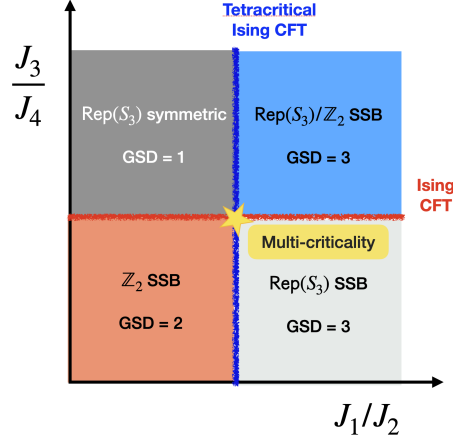 Tetracritical
Ising CFT
J₃
J₄
Rep(S₃) symmetric
GSD = 1
Rep(S₃)/ℤ₂ SSB
GSD = 3
Ising
CFT
Multi-criticality
ℤ₂ SSB
GSD = 2
Rep(S₃) SSB
GSD = 3
J₁/J₂